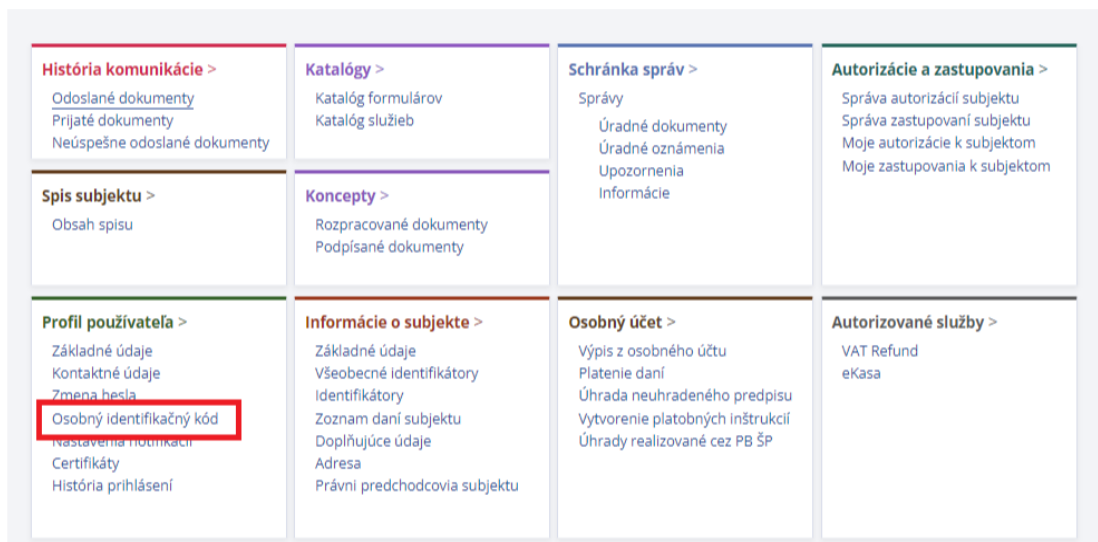 História komunikácie >
Odoslané dokumenty
Prijaté dokumenty
Neúspešne odoslané dokumenty
Katalógy >
Katalóg formulárov
Katalóg služieb
Schránka správ >
Správy
Úradné dokumenty
Úradné oznámenia
Upozornenia
Informácie
Autorizácie a zastupovania >
Správa autorizácií subjektu
Správa zastupovaní subjektu
Moje autorizácie k subjektom
Moje zastupovania k subjektom
Spis subjektu >
Obsah spisu
Koncepty >
Rozpracované dokumenty
Podpísané dokumenty
Profil používateľa >
Základné údaje
Kontaktné údaje
Zmena hesla
Osobný identifikačný kód
Nastavenia notifikácií
Certifikáty
História prihlásení
Informácie o subjekte >
Základné údaje
Všeobecné identifikátory
Identifikátory
Zoznam daní subjektu
Doplňujúce údaje
Adresa
Právni predchodcovia subjektu
Osobný účet >
Výpis z osobného účtu
Platenie daní
Úhrada neuhradeného predpisu
Vytvorenie platobných inštrukcií
Úhrady realizované cez PB ŠP
Autorizované služby >
VAT Refund
eKasa